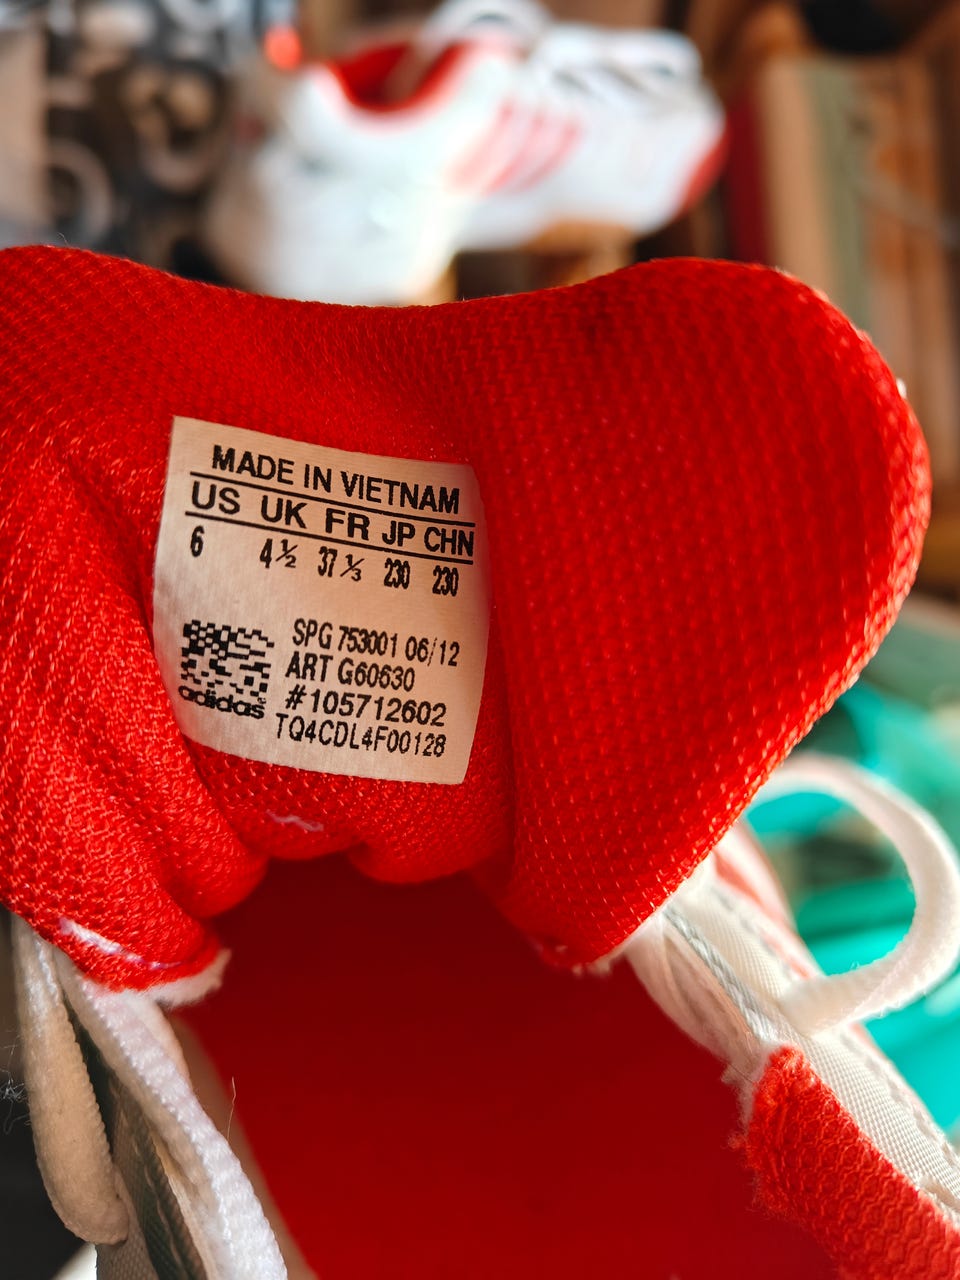 MADE IN VIETNAM
US UK FR JP CHN
6 4½ 37⅓ 230 230
SPG 753001 06/12
ART G60630
#105712602
adidas
TQ4CDL4F00128